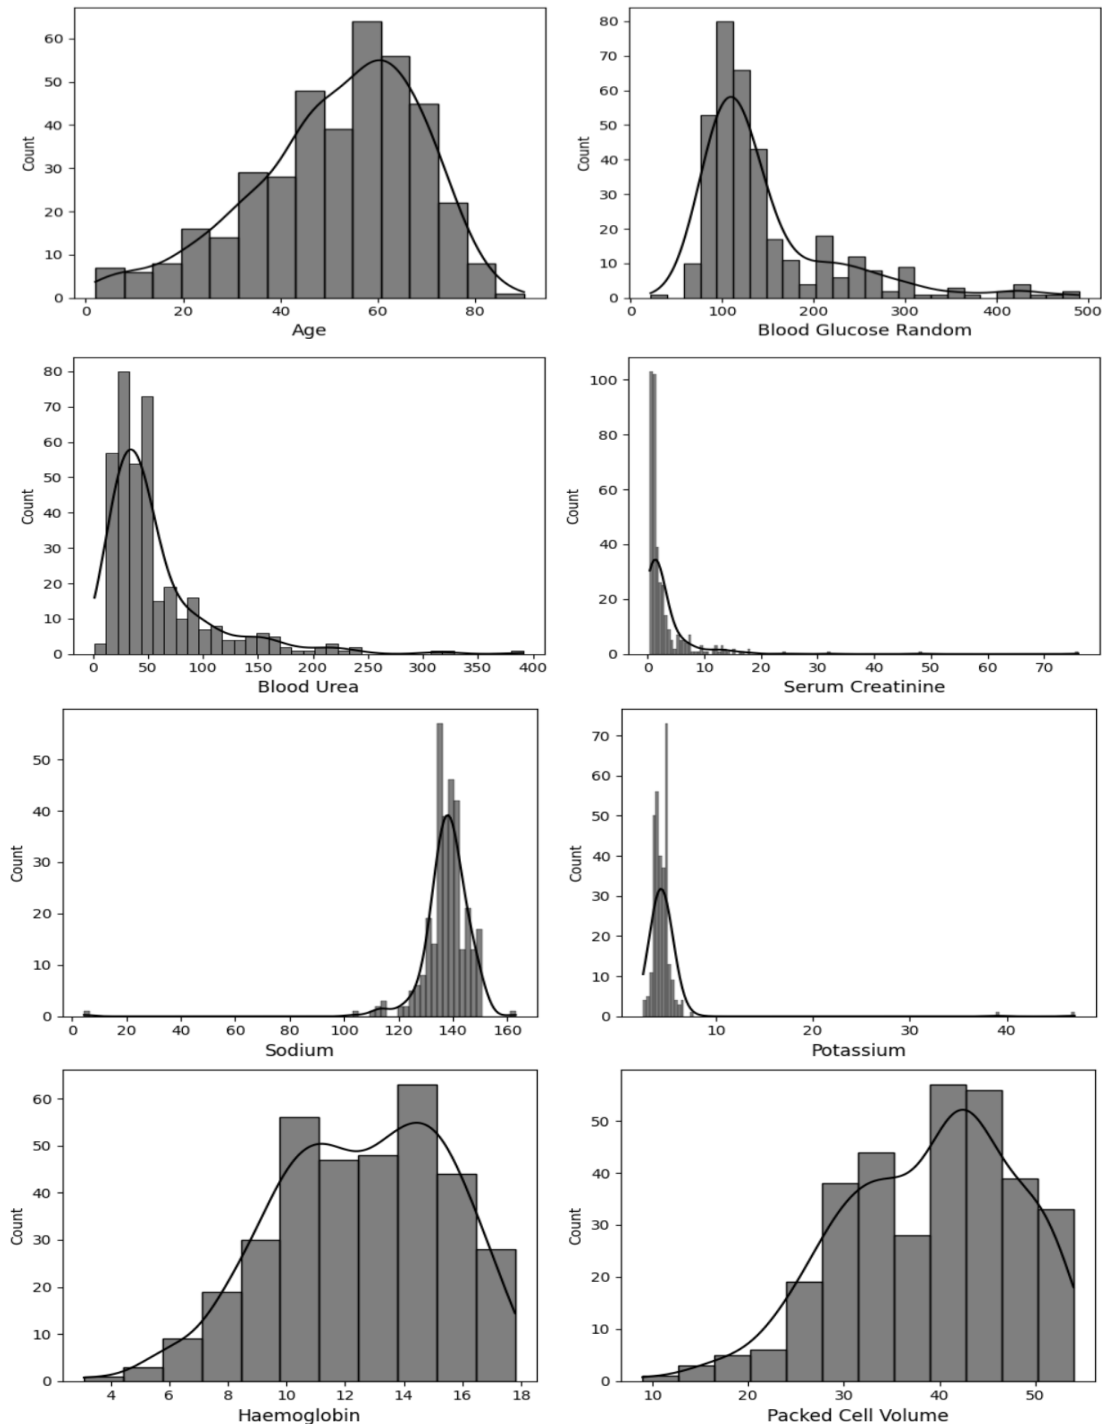 60
50
40
30
20
10
0
Count
0 20 40 60 80
Age
80
70
60
50
40
30
20
10
0
Count
0 100 200 300 400 500
Blood Glucose Random
80
70
60
50
40
30
20
10
0
Count
0 50 100 150 200 250 300 350 400
Blood Urea
100
80
60
40
20
0
Count
0 10 20 30 40 50 60 70
Serum Creatinine
50
40
30
20
10
0
Count
0 20 40 60 80 100 120 140 160
Sodium
70
60
50
40
30
20
10
0
Count
10 20 30 40
Potassium
60
50
40
30
20
10
0
Count
4 6 8 10 12 14 16 18
Haemoglobin
50
40
30
20
10
0
Count
10 20 30 40 50
Packed Cell Volume